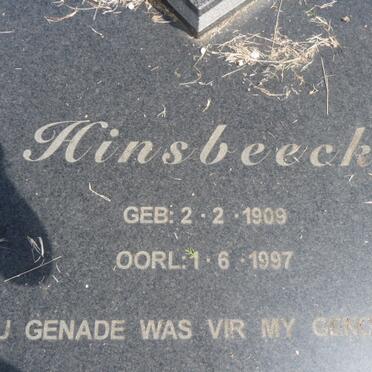 Hinsbeeck
GEB: 2 · 2 · 1909
OORL: 1 · 6 · 1997
U GENADE WAS VIR MY